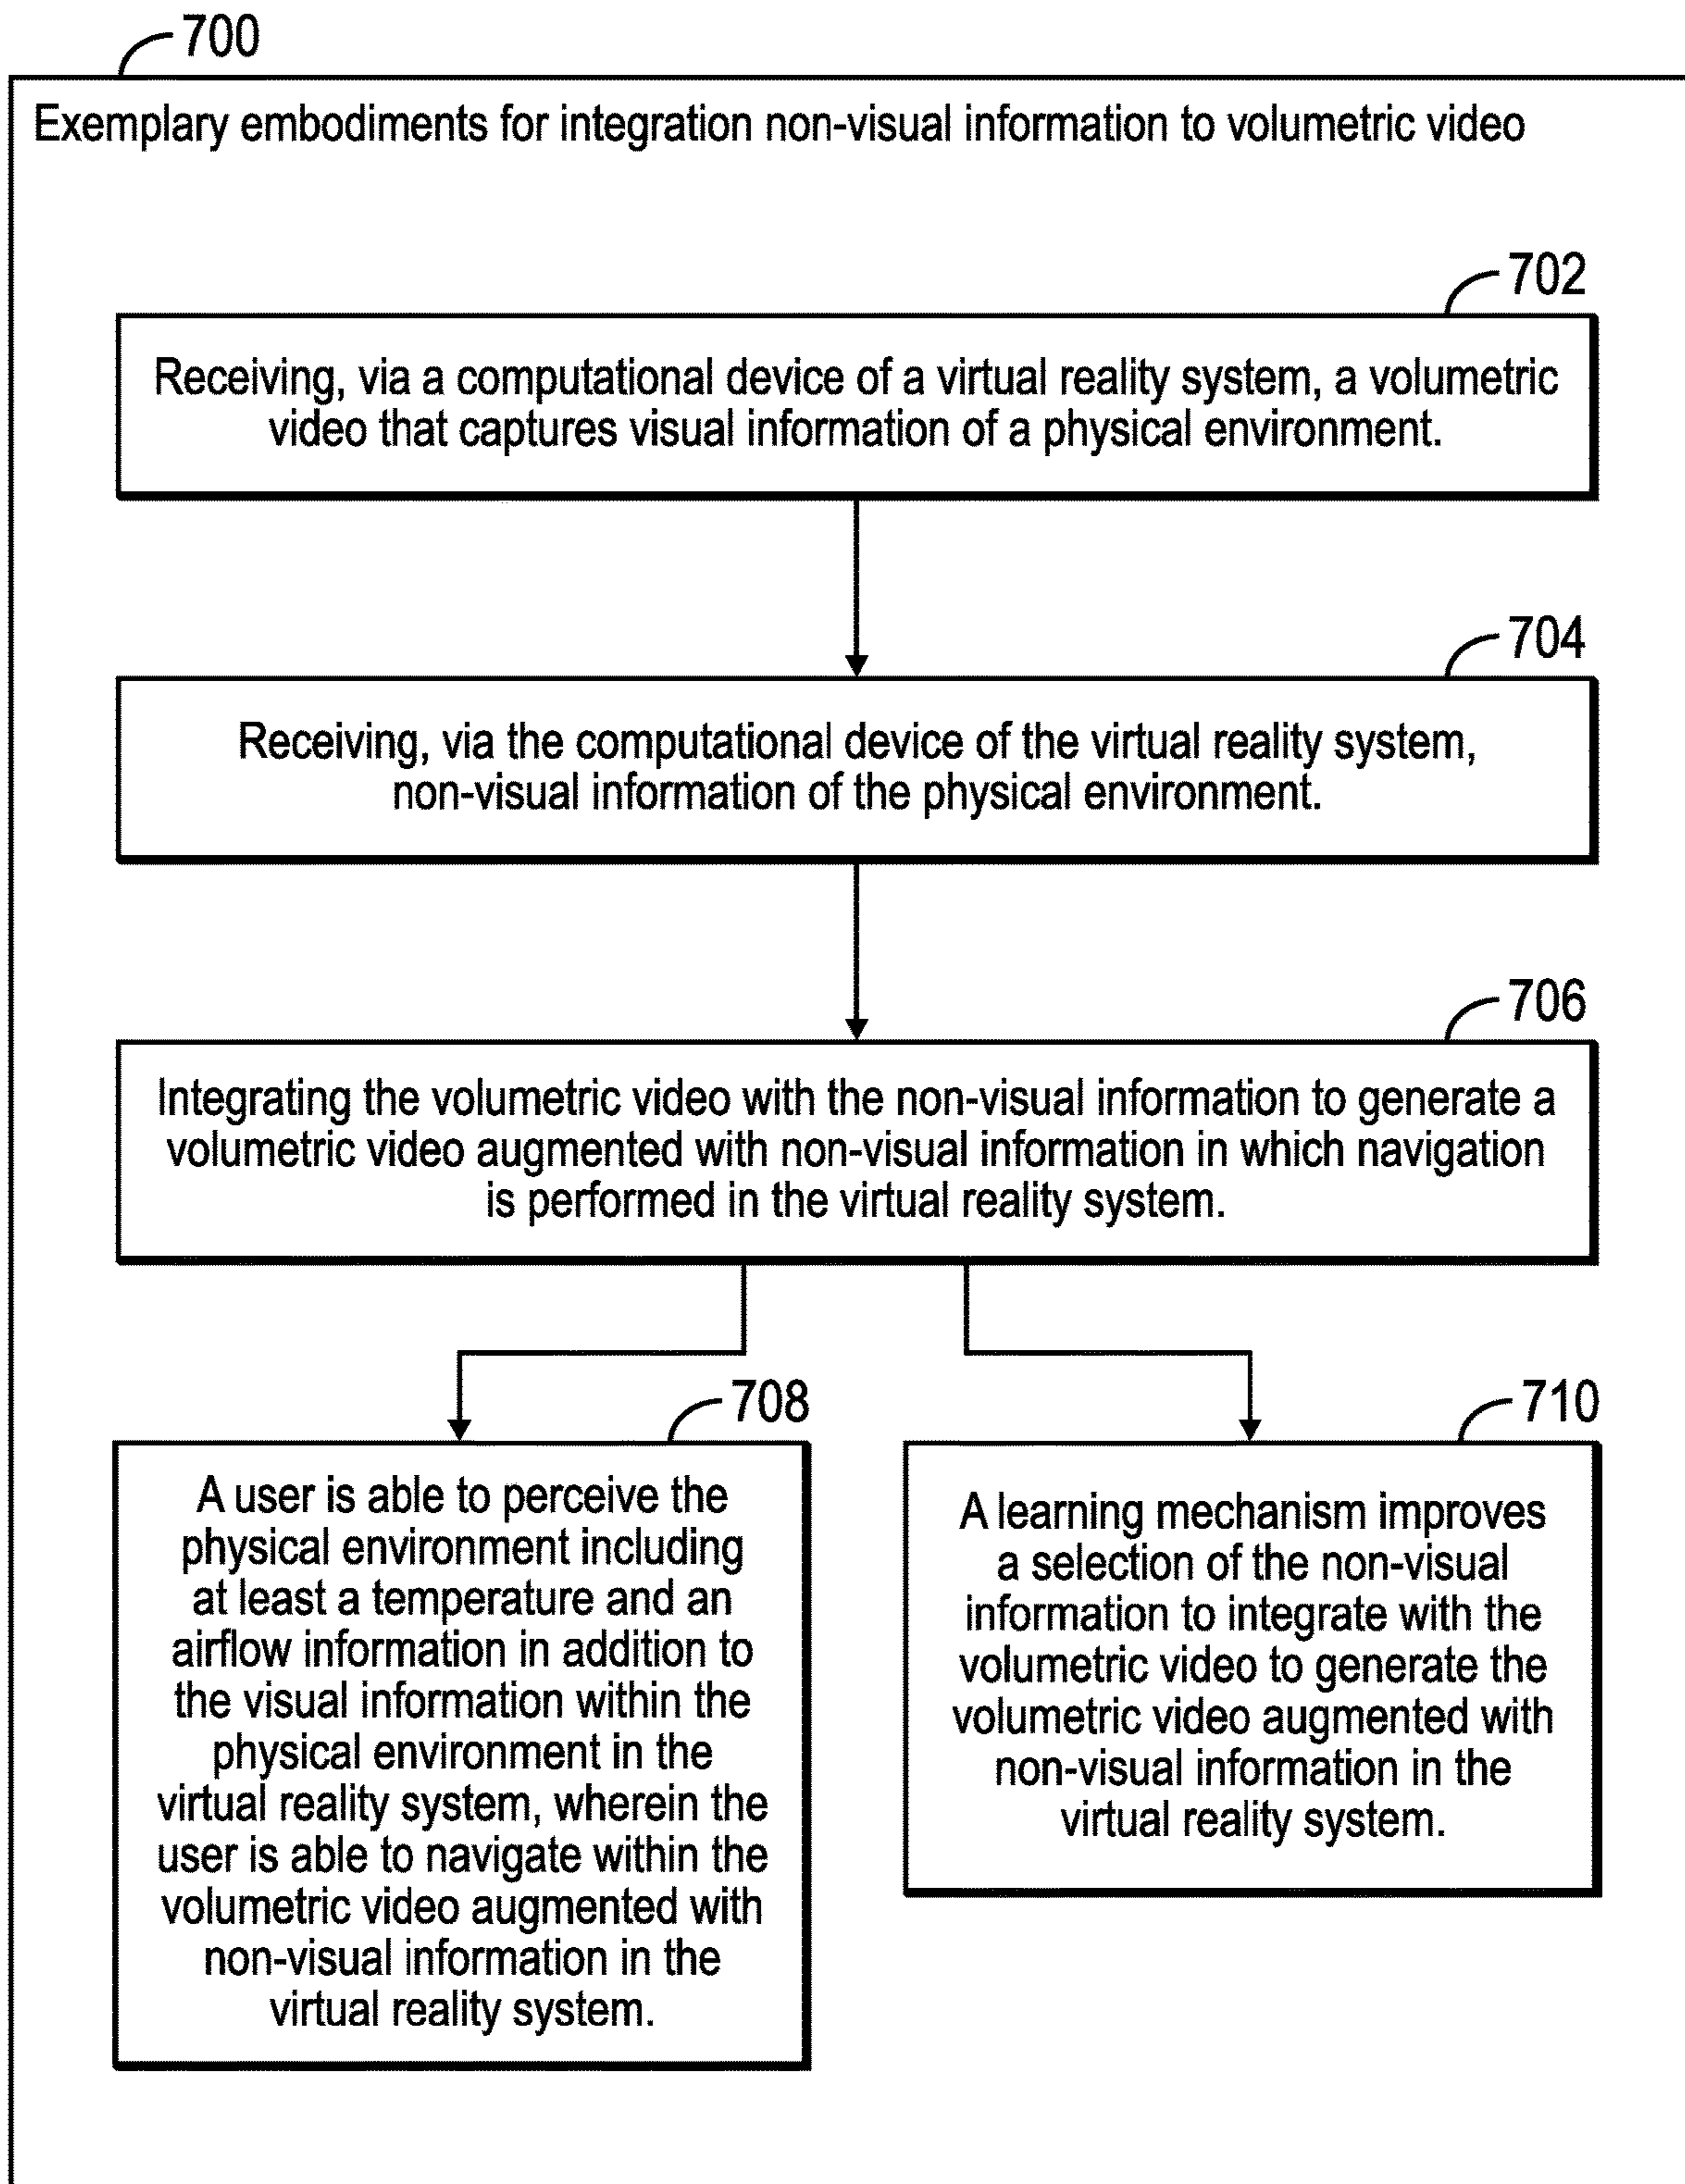 700
Exemplary embodiments for integration non-visual information to volumetric video
702
Receiving, via a computational device of a virtual reality system, a volumetric
video that captures visual information of a physical environment.
704
Receiving, via the computational device of the virtual reality system,
non-visual information of the physical environment.
706
Integrating the volumetric video with the non-visual information to generate a
volumetric video augmented with non-visual information in which navigation
is performed in the virtual reality system.
708
A user is able to perceive the
physical environment including
at least a temperature and an
airflow information in addition to
the visual information within the
physical environment in the
virtual reality system, wherein the
user is able to navigate within the
volumetric video augmented with
non-visual information in the
virtual reality system.
710
A learning mechanism improves
a selection of the non-visual
information to integrate with the
volumetric video to generate the
volumetric video augmented with
non-visual information in the
virtual reality system.